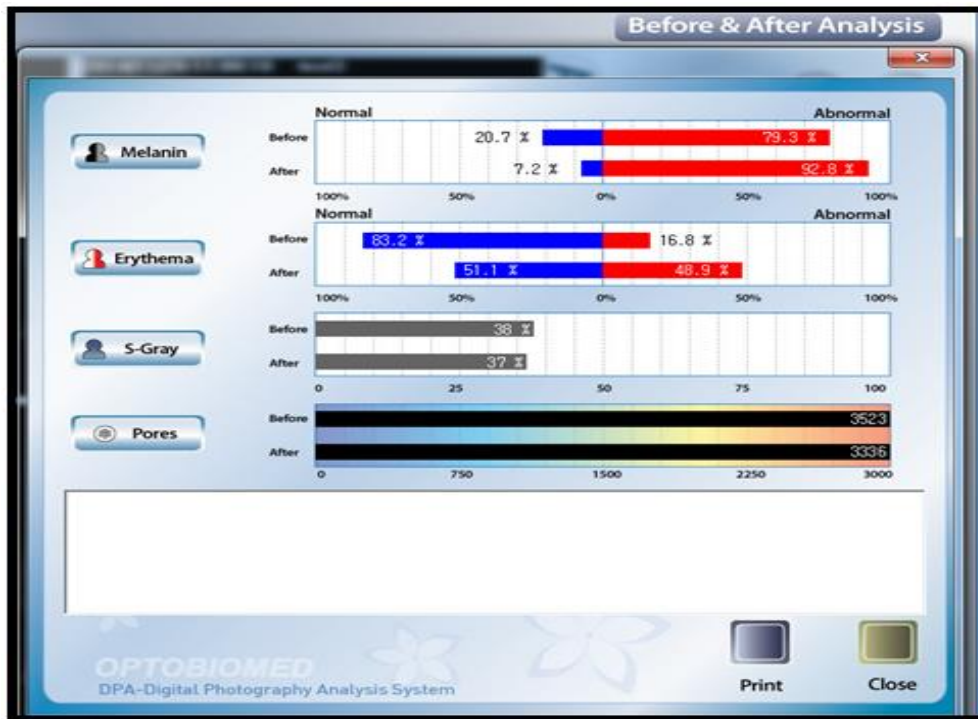 Before & After Analysis
Normal Abnormal
Melanin
Before 20.7 % 79.3 %
After 7.2 % 92.8 %
100% 50% 0% 50% 100%
Normal Abnormal
Erythema
Before 83.2 % 16.8 %
After 51.1 % 48.9 %
100% 50% 0% 50% 100%
S-Gray
Before 38 %
After 37 %
0 25 50 75 100
Pores
Before 3523
After 3336
0 750 1500 2250 3000
OPTOBIOMED
DPA-Digital Photography Analysis System
Print Close